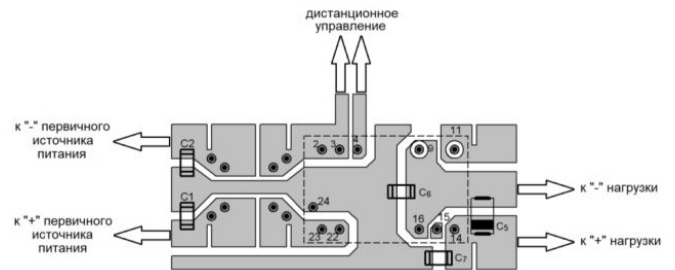 дистанционное
управление
к "-" первичного
источника
питания
C2
2
3
4
9
11
C6
к "-" нагрузки
C1
24
к "+" первичного
источника
питания
23
22
16
15
14
C5
к "+" нагрузки
C7